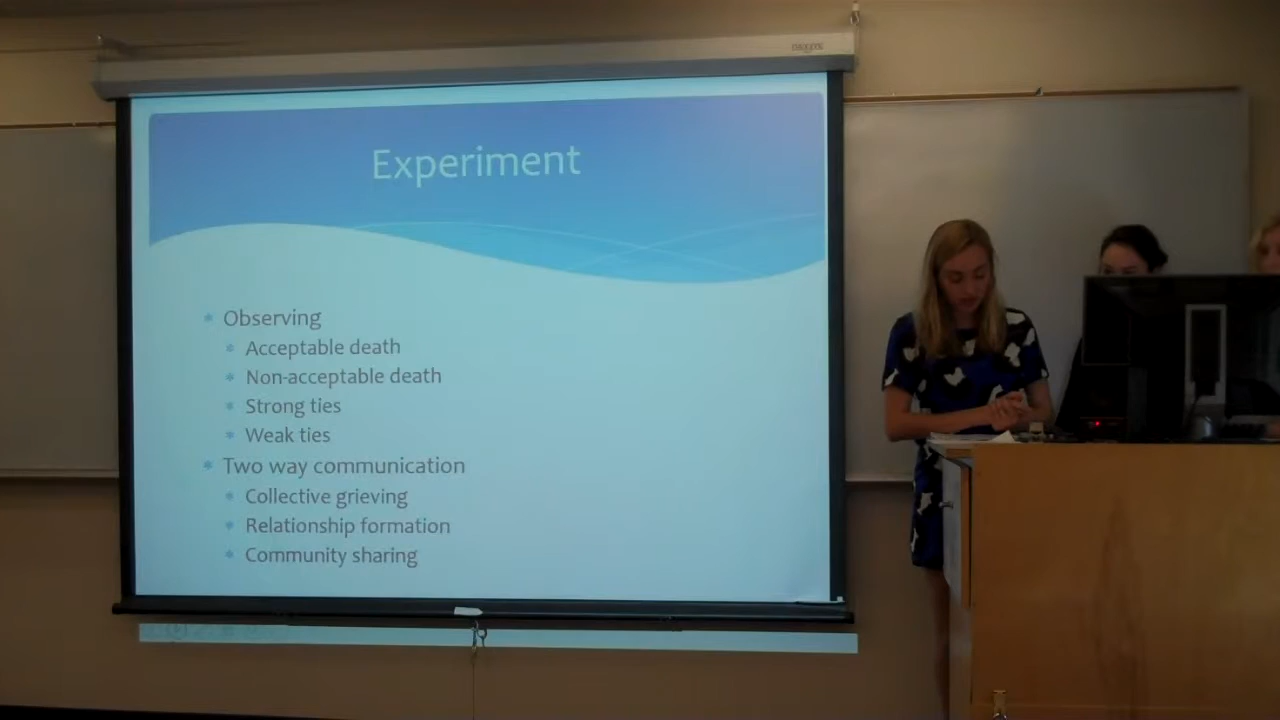 Experiment
Observing
Acceptable death
Non-acceptable death
Strong ties
Weak ties
Two way communication
Collective grieving
Relationship formation
Community sharing